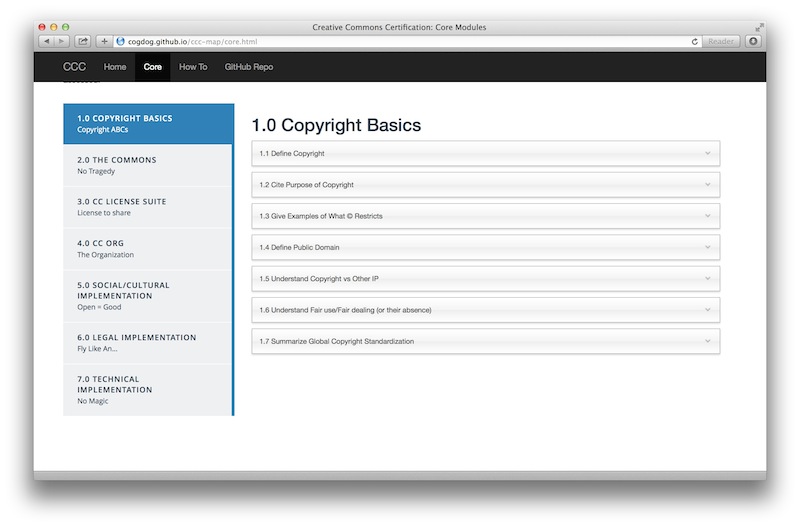 Creative Commons Certification: Core Modules
cogdog.github.io/ccc-map/core.html
Reader
CCC Home Core How To GitHub Repo
1.0 COPYRIGHT BASICS
Copyright ABCs
2.0 THE COMMONS
No Tragedy
3.0 CC LICENSE SUITE
License to share
4.0 CC ORG
The Organization
5.0 SOCIAL/CULTURAL
IMPLEMENTATION
Open = Good
6.0 LEGAL IMPLEMENTATION
Fly Like An...
7.0 TECHNICAL
IMPLEMENTATION
No Magic
1.0 Copyright Basics
1.1 Define Copyright
1.2 Cite Purpose of Copyright
1.3 Give Examples of What © Restricts
1.4 Define Public Domain
1.5 Understand Copyright vs Other IP
1.6 Understand Fair use/Fair dealing (or their absence)
1.7 Summarize Global Copyright Standardization